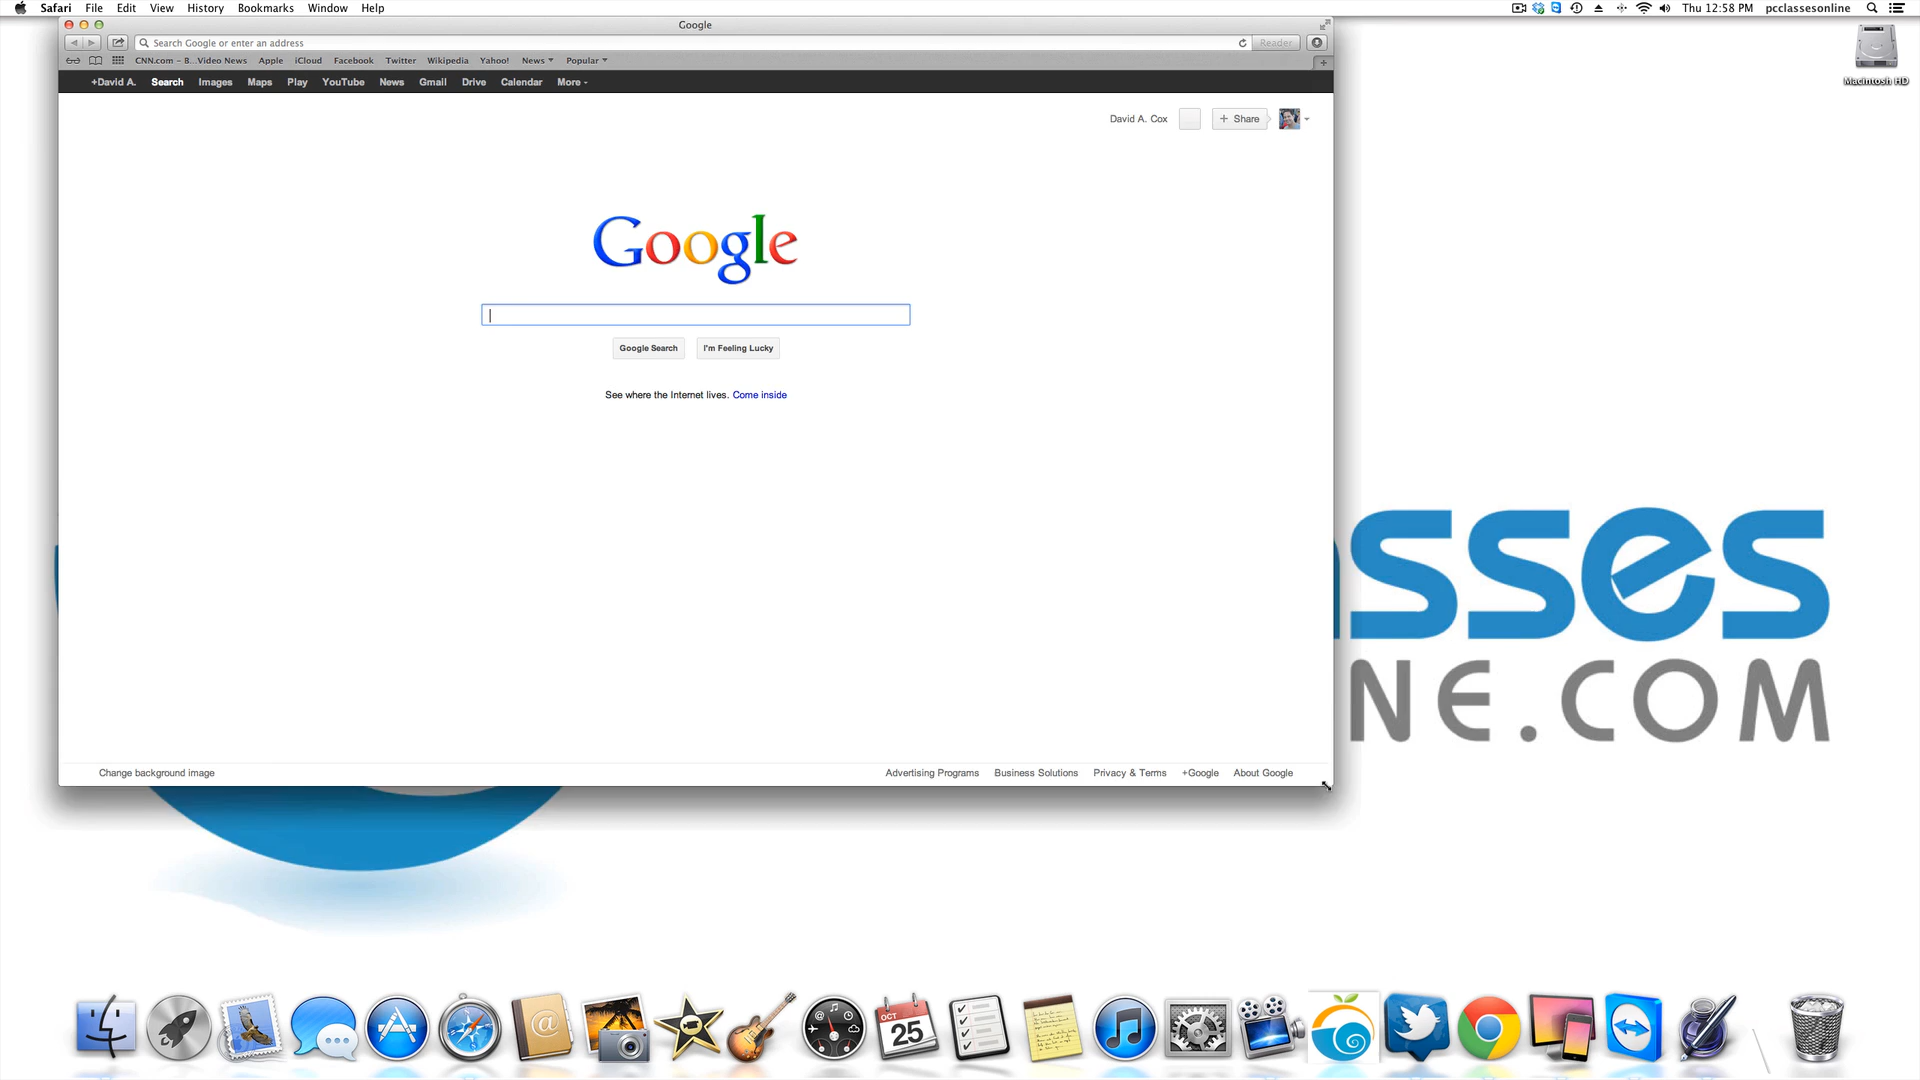 Safari File Edit View History Bookmarks Window Help Thu 12:58 PM pcclassesonline
Google
Search Google or enter an address Reader
CNN.com – B...Video News Apple iCloud Facebook Twitter Wikipedia Yahoo! News Popular
+David A. Search Images Maps Play YouTube News Gmail Drive Calendar More
Macintosh HD
David A. Cox + Share
Google
Google Search I'm Feeling Lucky
See where the Internet lives. Come inside
sses
NE.COM
Change background image Advertising Programs Business Solutions Privacy & Terms +Google About Google
OCT
25